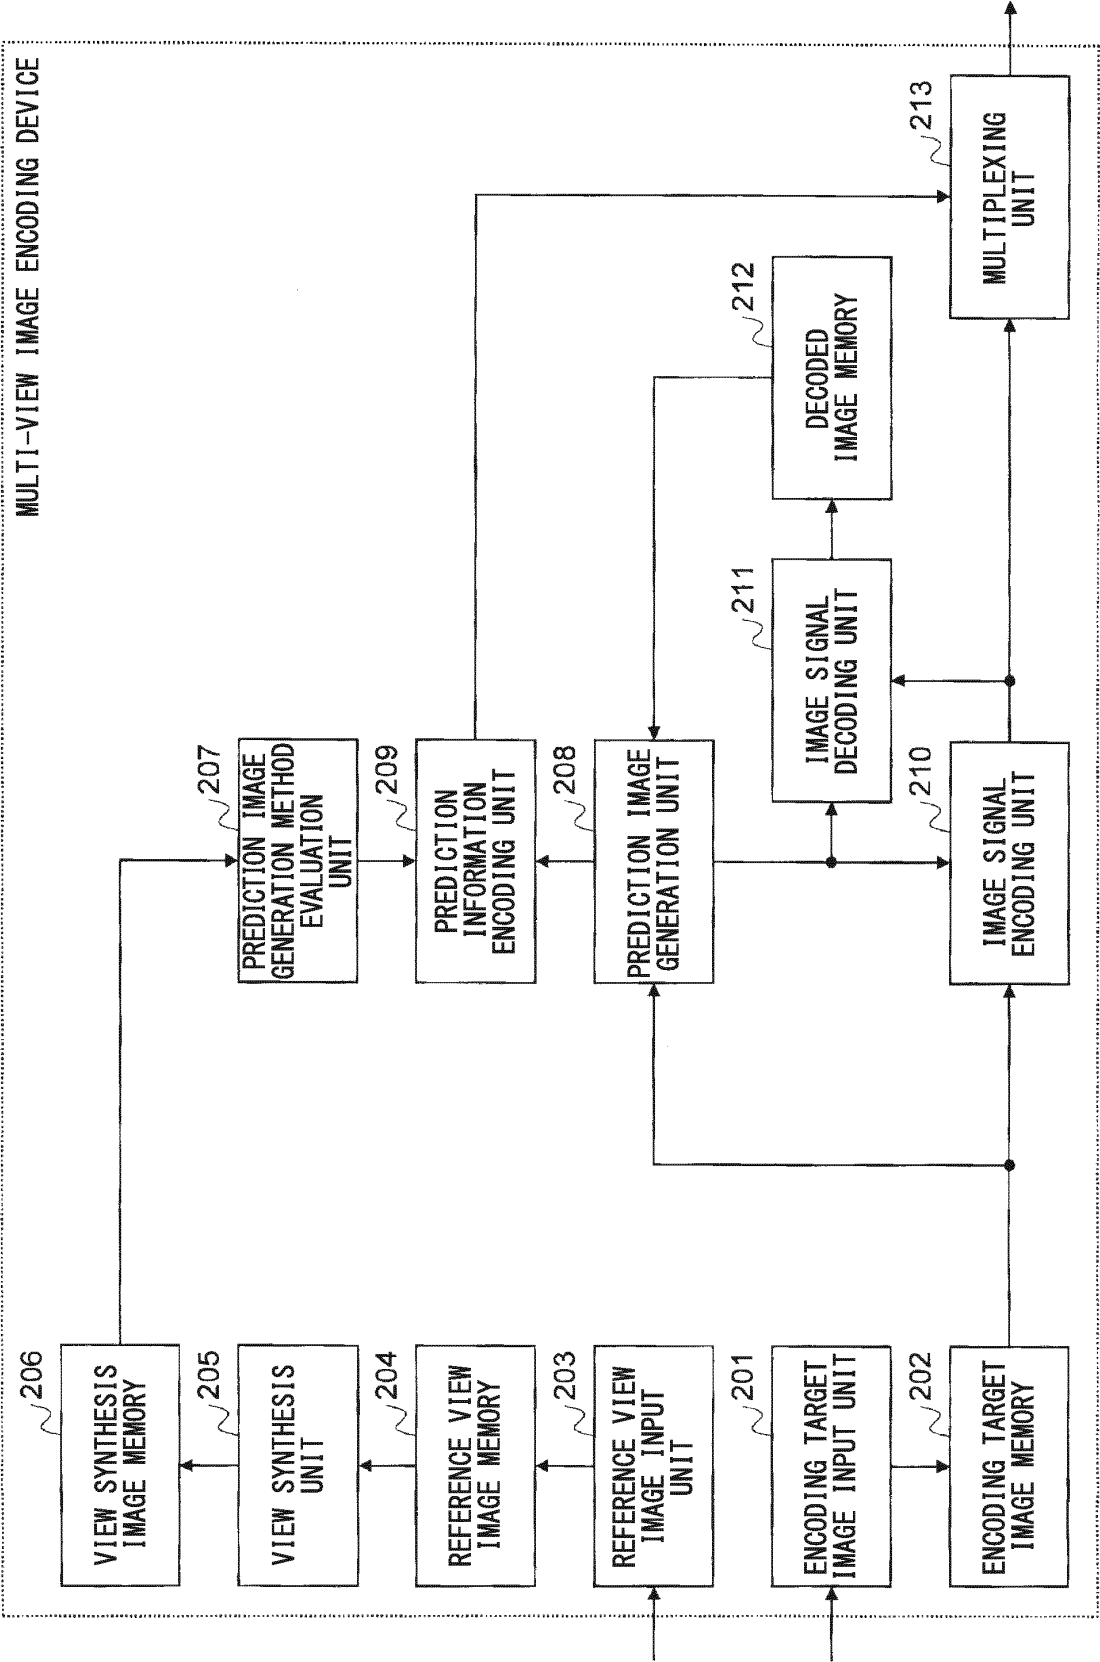 MULTI-VIEW IMAGE ENCODING DEVICE
206
VIEW SYNTHESIS
IMAGE MEMORY
205
VIEW SYNTHESIS
UNIT
204
REFERENCE VIEW
IMAGE MEMORY
203
REFERENCE VIEW
IMAGE INPUT
UNIT
201
ENCODING TARGET
IMAGE INPUT UNIT
202
ENCODING TARGET
IMAGE MEMORY
207
PREDICTION IMAGE
GENERATION METHOD
EVALUATION
UNIT
209
PREDICTION
INFORMATION
ENCODING UNIT
208
PREDICTION IMAGE
GENERATION UNIT
210
IMAGE SIGNAL
ENCODING UNIT
211
IMAGE SIGNAL
DECODING UNIT
212
DECODED
IMAGE MEMORY
213
MULTIPLEXING
UNIT